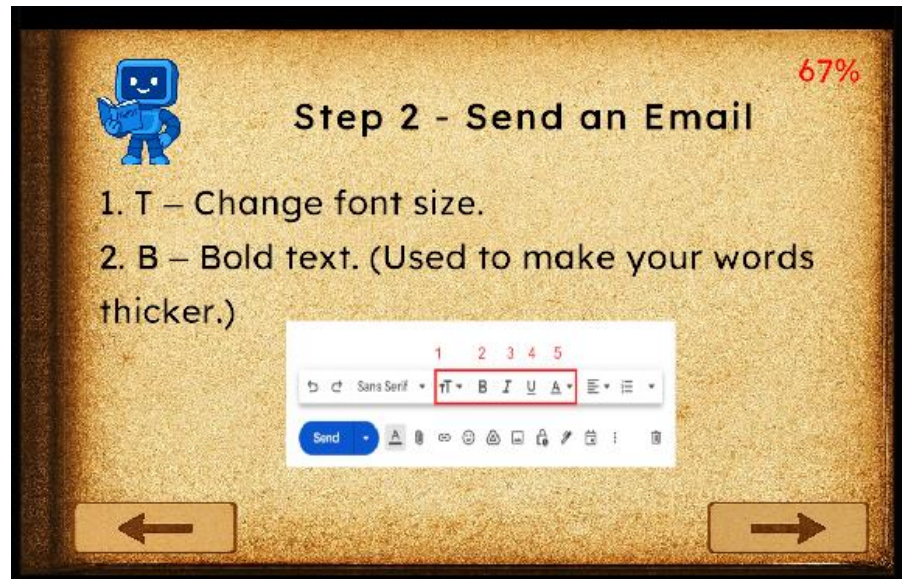 67%
Step 2 - Send an Email
1. T – Change font size.
2. B – Bold text. (Used to make your words
thicker.)
1 2 3 4 5
Sans Serif TT B I U A
Send A